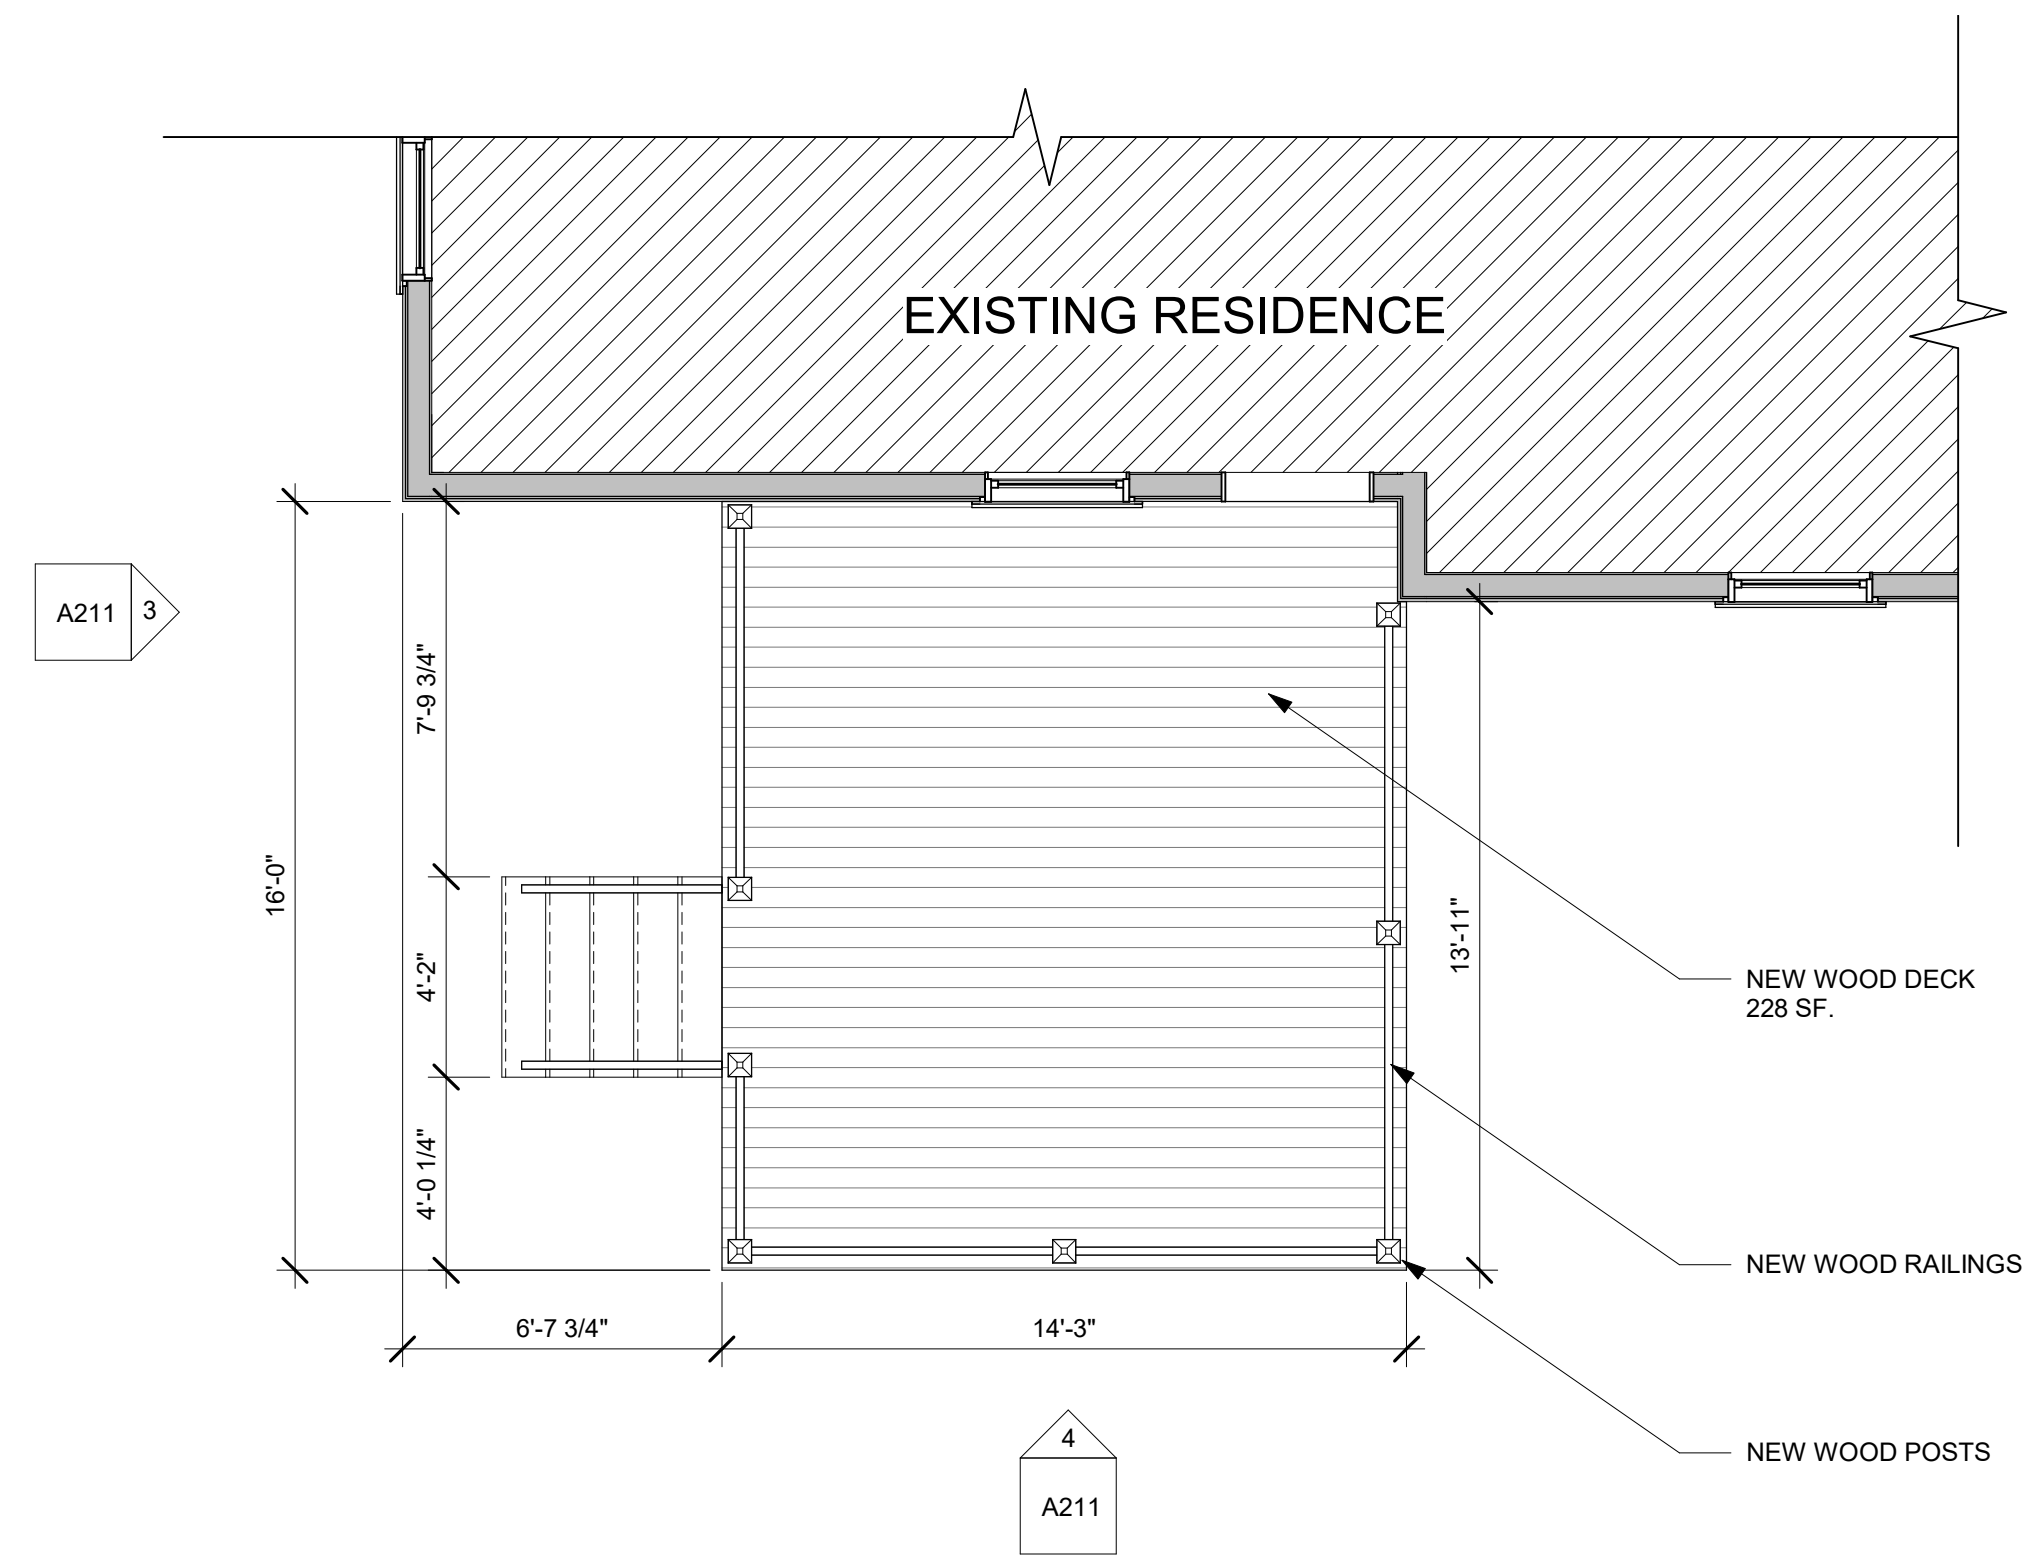 EXISTING RESIDENCE
A211
3
7'-9 3/4"
16'-0"
4'-2"
13'-11"
NEW WOOD DECK
228 SF.
4'-0 1/4"
NEW WOOD RAILINGS
6'-7 3/4"
14'-3"
4
A211
NEW WOOD POSTS